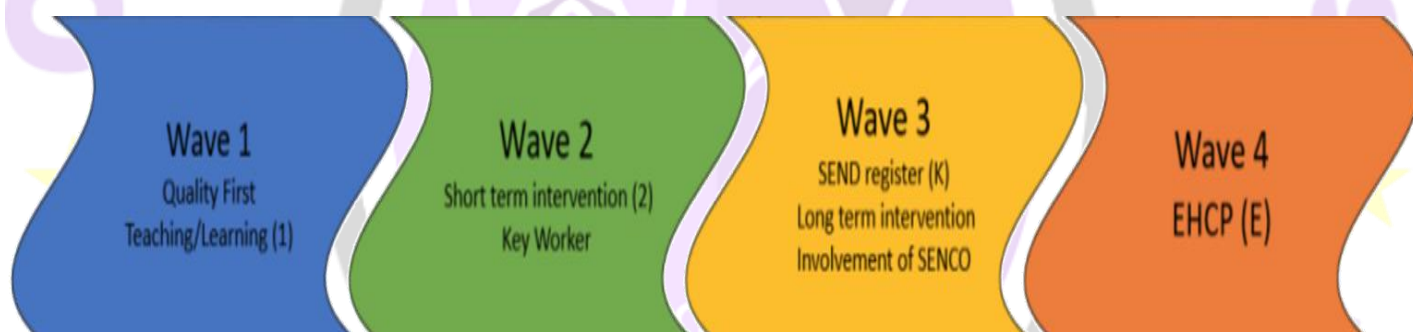 Wave 1
Quality First
Teaching/Learning (1)
Wave 2
Short term intervention (2)
Key Worker
Wave 3
SEND register (K)
Long term intervention
Involvement of SENCO
Wave 4
EHCP (E)